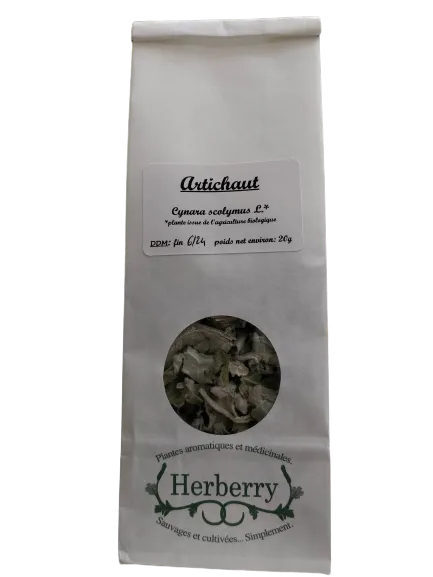 Artichaut
Cynara scolymus L.*
*plante issue de l'agriculture biologique
DDM: fin 6/24 poids net environ: 20g
Plantes aromatiques et médicinales.
Herberry
Sauvages et cultivées... Simplement.